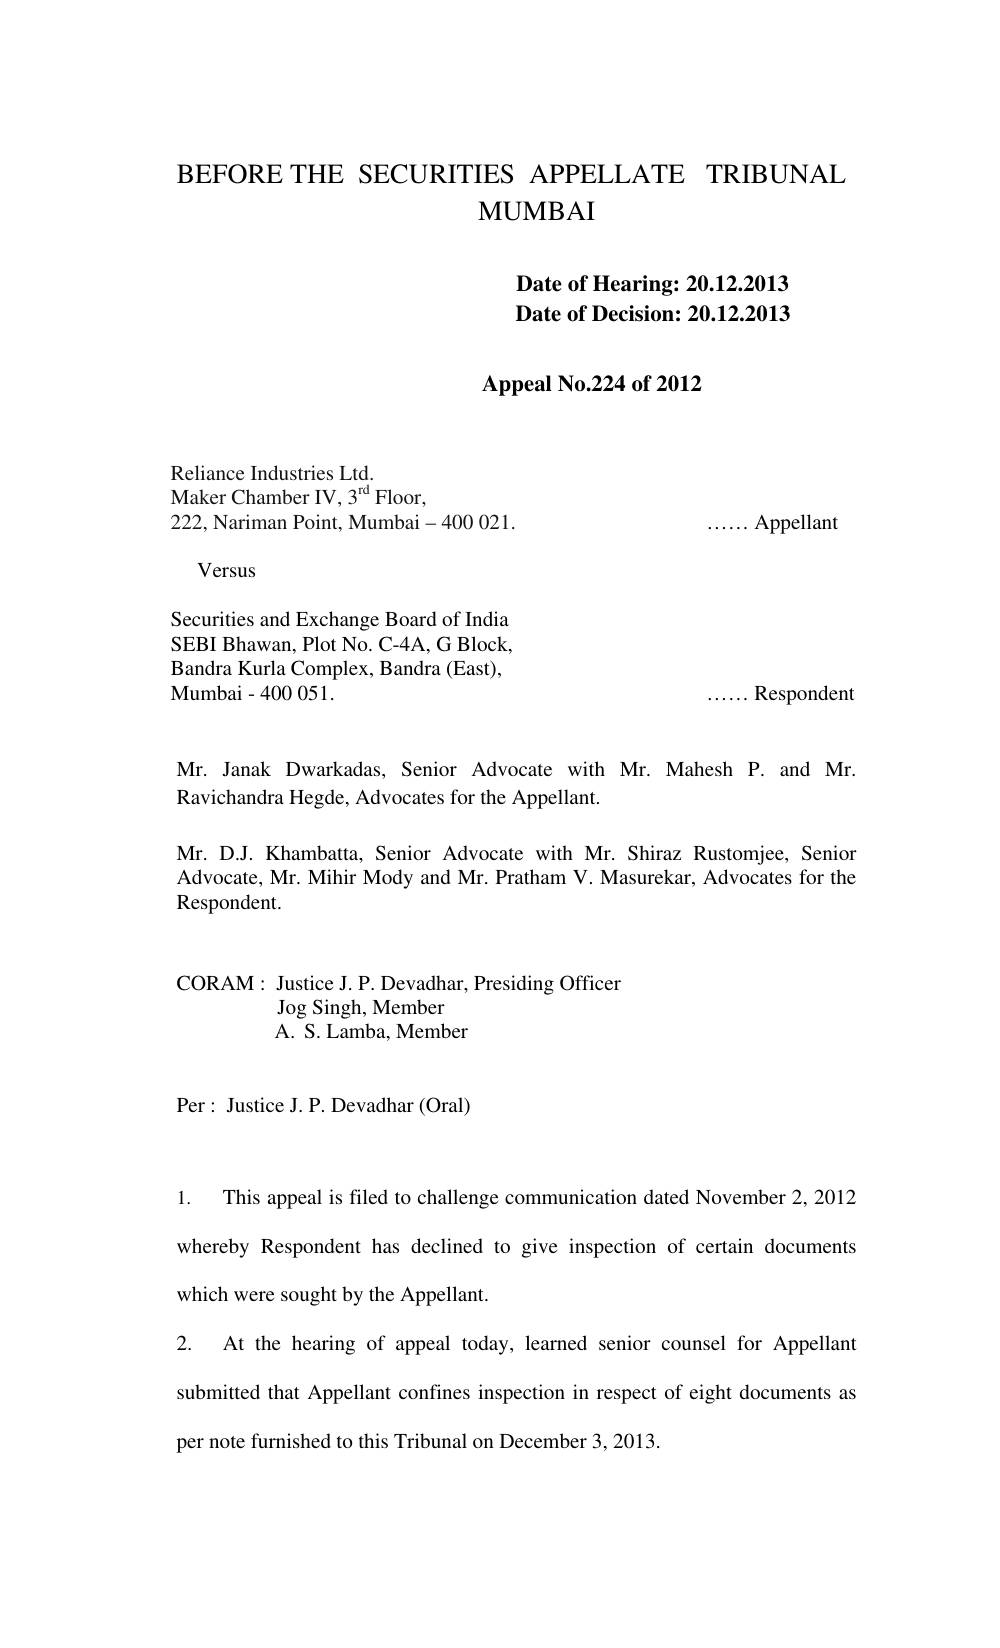 BEFORE THE SECURITIES APPELLATE TRIBUNAL
MUMBAI
Date of Hearing: 20.12.2013
Date of Decision: 20.12.2013
Appeal No.224 of 2012
Reliance Industries Ltd.
Maker Chamber IV, 3rd Floor,
222, Nariman Point, Mumbai – 400 021. …… Appellant
Versus
Securities and Exchange Board of India
SEBI Bhawan, Plot No. C-4A, G Block,
Bandra Kurla Complex, Bandra (East),
Mumbai - 400 051. …… Respondent
Mr. Janak Dwarkadas, Senior Advocate with Mr. Mahesh P. and Mr.
Ravichandra Hegde, Advocates for the Appellant.
Mr. D.J. Khambatta, Senior Advocate with Mr. Shiraz Rustomjee, Senior
Advocate, Mr. Mihir Mody and Mr. Pratham V. Masurekar, Advocates for the
Respondent.
CORAM : Justice J. P. Devadhar, Presiding Officer
Jog Singh, Member
A. S. Lamba, Member
Per : Justice J. P. Devadhar (Oral)
1. This appeal is filed to challenge communication dated November 2, 2012
whereby Respondent has declined to give inspection of certain documents
which were sought by the Appellant.
2. At the hearing of appeal today, learned senior counsel for Appellant
submitted that Appellant confines inspection in respect of eight documents as
per note furnished to this Tribunal on December 3, 2013.